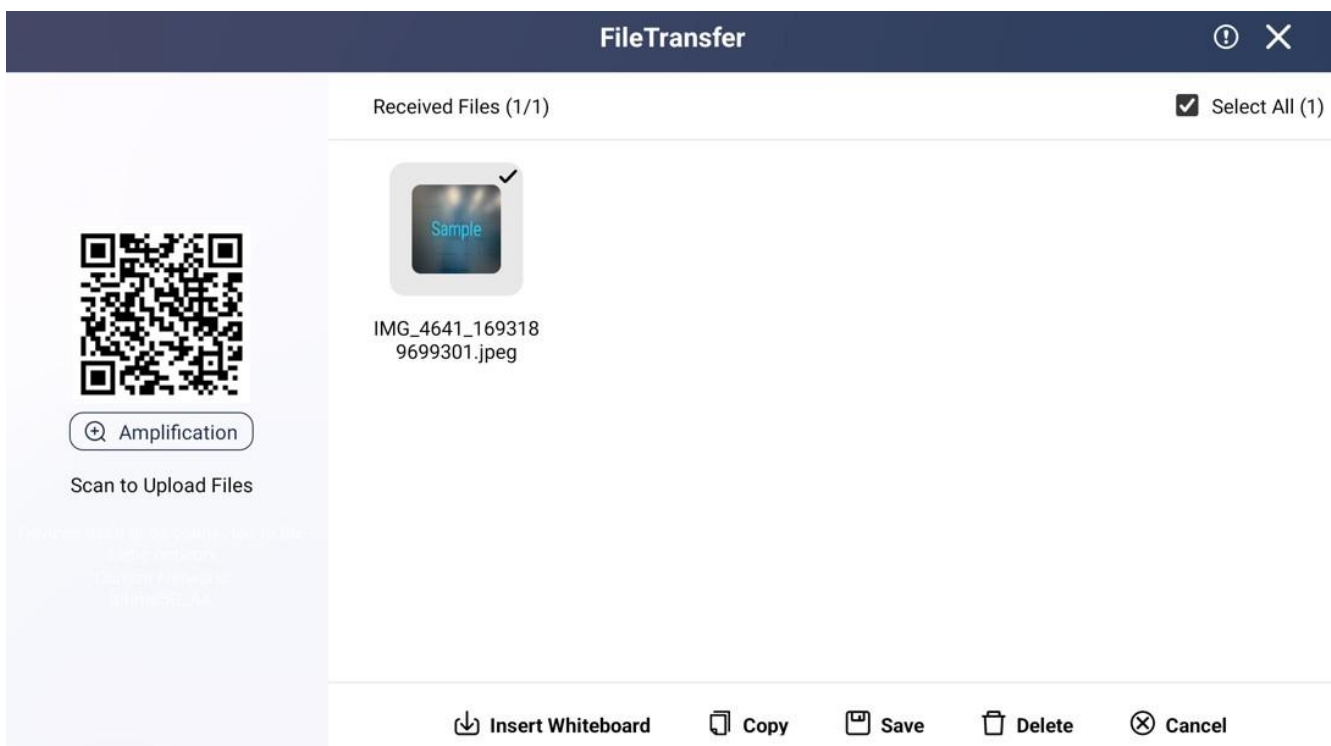 FileTransfer
Received Files (1/1)
Select All (1)
Sample
IMG_4641_169318
9699301.jpeg
Amplification
Scan to Upload Files
Insert Whiteboard
Copy
Save
Delete
Cancel